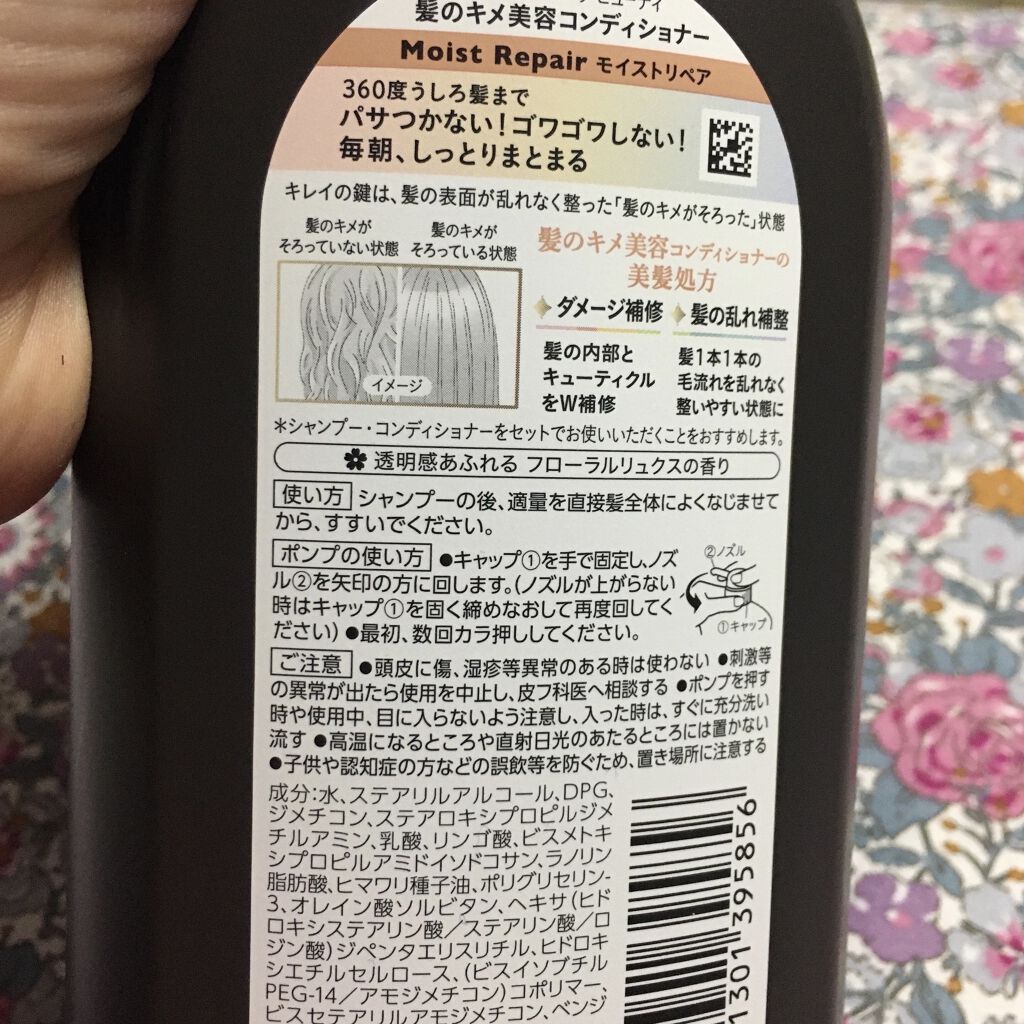 髪のキメ美容コンディショナー
Moist Repair モイストリペア
360度うしろ髪まで
パサつかない!ゴワゴワしない!
毎朝、しっとりまとまる
キレイの鍵は、髪の表面が乱れなく整った「髪のキメがそろった」状態
髪のキメが
そろっていない状態
髪のキメが
そろっている状態
イメージ
髪のキメ美容コンディショナーの
美髪処方
ダメージ補修
髪の内部と
キューティクル
をW補修
髪の乱れ補整
髪1本1本の
毛流れを乱れなく
整いやすい状態に
*シャンプー・コンディショナーをセットでお使いいただくことをおすすめします。
透明感あふれる フローラルリュクスの香り
使い方 シャンプーの後、適量を直接髪全体によくなじませて
から、すすいでください。
ポンプの使い方 ●キャップ①を手で固定し、ノズ
ル②を矢印の方に回します。(ノズルが上がらない
時はキャップ①を固く締めなおして再度回してく
ださい) ●最初、数回カラ押ししてください。
②ノズル
①キャップ
ご注意 ●頭皮に傷、湿疹等異常のある時は使わない ●刺激等
の異常が出たら使用を中止し、皮フ科医へ相談する ●ポンプを押す
時や使用中、目に入らないよう注意し、入った時は、すぐに充分洗い
流す ●高温になるところや直射日光のあたるところには置かない
●子供や認知症の方などの誤飲等を防ぐため、置き場所に注意する
成分:水、ステアリルアルコール、DPG、
ジメチコン、ステアロキシプロピルジメ
チルアミン、乳酸、リンゴ酸、ビスメトキ
シプロピルアミドイソドコサン、ラノリン
脂肪酸、ヒマワリ種子油、ポリグリセリン-
3、オレイン酸ソルビタン、ヘキサ(ヒド
ロキシステアリン酸/ステアリン酸/ロ
ジン酸)ジペンタエリスリチル、ヒドロキ
シエチルセルロース、(ビスイソブチル
PEG-14/アモジメチコン)コポリマー、
ビスセテアリルアモジメチコン、ベンジ
1301 395856